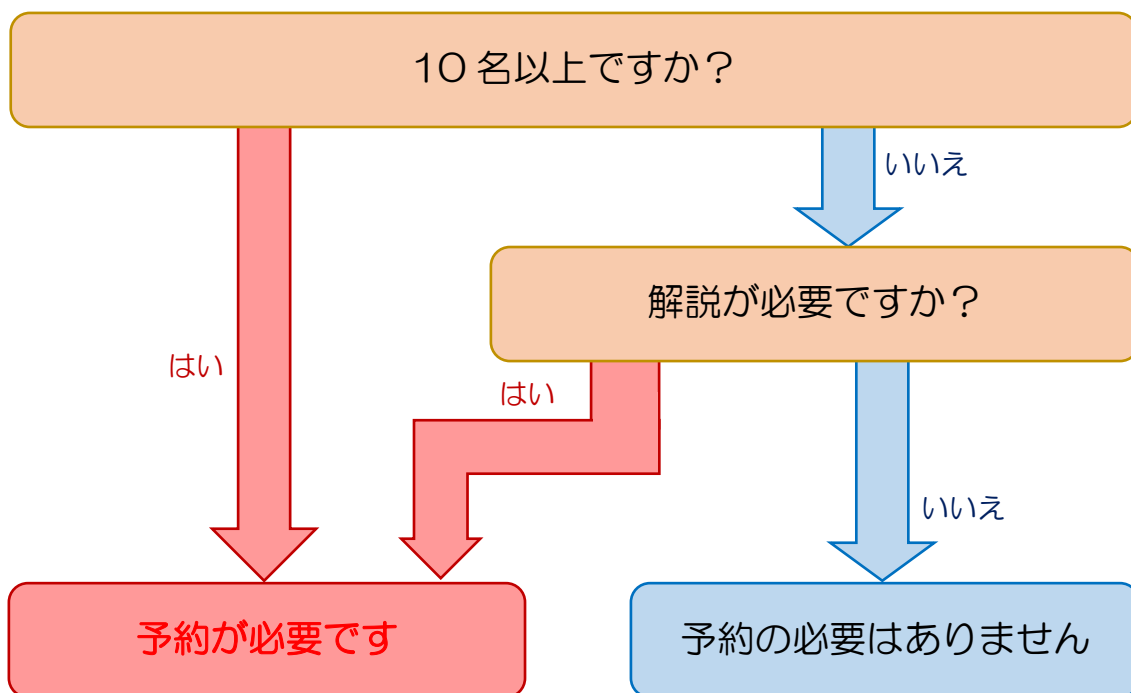 10名以上ですか？
いいえ
解説が必要ですか？
はい
はい
いいえ
予約が必要です
予約の必要はありません